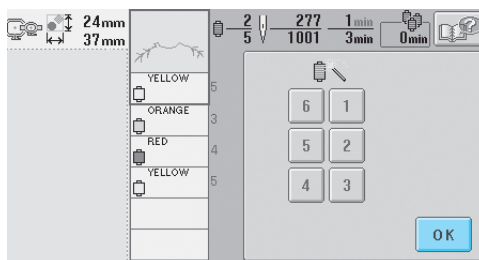 24mm
37mm
2
5
277
1001
1min
3min
0min
YELLOW
5
ORANGE
3
RED
4
YELLOW
5
6 1
5 2
4 3
OK